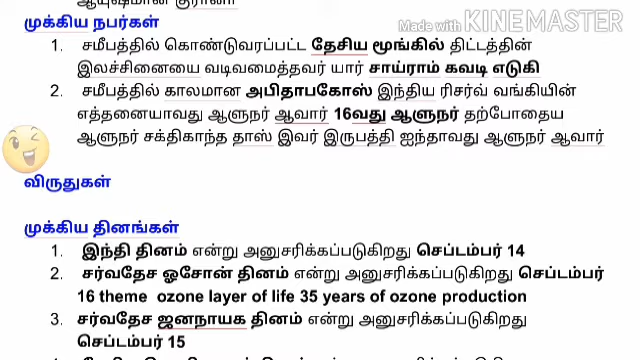 ஆயுஷ்மான் குரானா
முக்கிய நபர்கள்
Made with KINEMASTER
1. சமீபத்தில் கொண்டுவரப்பட்ட தேசிய மூங்கில் திட்டத்தின்
இலச்சினையை வடிவமைத்தவர் யார் சாய்ராம் கவடி எடுகி
2. சமீபத்தில் காலமான அபிதாபகோஸ் இந்திய ரிசர்வ் வங்கியின்
எத்தனையாவது ஆளுநர் ஆவார் 16வது ஆளுநர் தற்போதைய
ஆளுநர் சக்திகாந்த தாஸ் இவர் இருபத்தி ஐந்தாவது ஆளுநர் ஆவார்
விருதுகள்
முக்கிய தினங்கள்
1. இந்தி தினம் என்று அனுசரிக்கப்படுகிறது செப்டம்பர் 14
2. சர்வதேச ஓசோன் தினம் என்று அனுசரிக்கப்படுகிறது செப்டம்பர்
16 theme ozone layer of life 35 years of ozone production
3. சர்வதேச ஜனநாயக தினம் என்று அனுசரிக்கப்படுகிறது
செப்டம்பர் 15